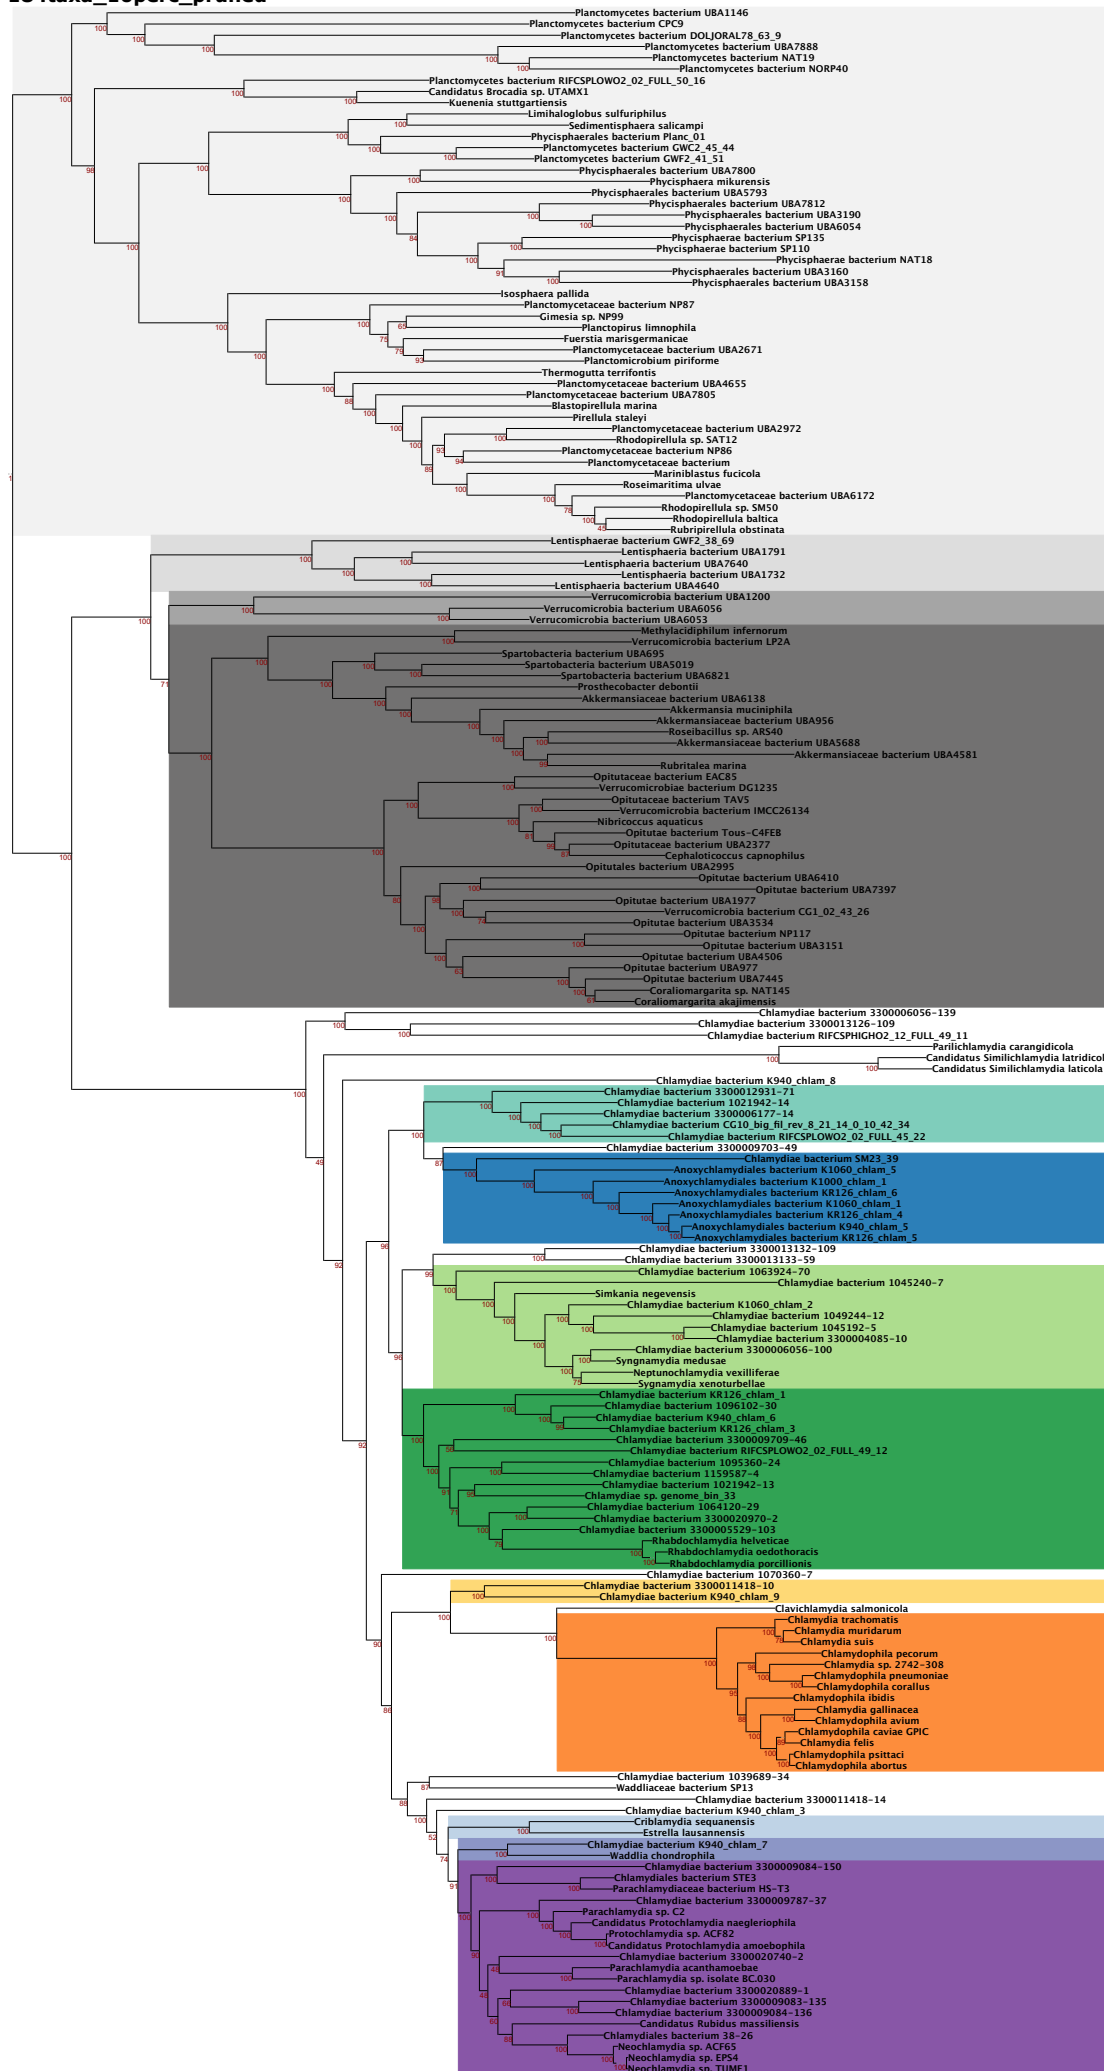 Planctomycetes bacterium UBA1146
Planctomycetes bacterium CPC9
Planctomycetes bacterium DOLJORAL78_63_9
Planctomycetes bacterium UBA7888
Planctomycetes bacterium NAT19
Planctomycetes bacterium NORP40
Planctomycetes bacterium RIFCSPLOWO2_02_FULL_50_16
Candidatus Brocadia sp. UTAMX1
Kuenenia stuttgartiensis
Limihaloglobus sulfuriphilus
Sedimentisphaera salicampi
Phycisphaerales bacterium Planc_01
Planctomycetes bacterium GWC2_45_44
Planctomycetes bacterium GWF2_41_51
Phycisphaerales bacterium UBA7800
Phycisphaera mikurensis
Phycisphaerales bacterium UBA5793
Phycisphaerales bacterium UBA7812
Phycisphaerales bacterium UBA3190
Phycisphaerales bacterium UBA6054
Phycisphaerae bacterium SP135
Phycisphaerae bacterium SP110
Phycisphaerae bacterium NAT18
Phycisphaerales bacterium UBA3160
Phycisphaerales bacterium UBA3158
Isosphaera pallida
Planctomycetaceae bacterium NP87
Gimesia sp. NP99
Planctopirus limnophila
Fuerstia marisgermanicae
Planctomycetaceae bacterium UBA2671
Planctomicrobium piriforme
Thermogutta terrifontis
Planctomycetaceae bacterium UBA4655
Planctomycetaceae bacterium UBA7805
Blastopirellula marina
Pirellula staleyi
Planctomycetaceae bacterium UBA2972
Rhodopirellula sp. SAT12
Planctomycetaceae bacterium NP86
Planctomycetaceae bacterium
Mariniblastus fucicola
Roseimaritima ulvae
Planctomycetaceae bacterium UBA6172
Rhodopirellula sp. SM50
Rhodopirellula baltica
Rubripirellula obstinata
Lentisphaerae bacterium GWF2_38_69
Lentisphaeria bacterium UBA1791
Lentisphaeria bacterium UBA7640
Lentisphaeria bacterium UBA1732
Lentisphaeria bacterium UBA4640
Verrucomicrobia bacterium UBA1200
Verrucomicrobia bacterium UBA6056
Verrucomicrobia bacterium UBA6053
Methylacidiphilum infernorum
Verrucomicrobia bacterium LP2A
Spartobacteria bacterium UBA695
Spartobacteria bacterium UBA5019
Spartobacteria bacterium UBA6821
Prosthecobacter debontii
Akkermansiaceae bacterium UBA6138
Akkermansia muciniphila
Akkermansiaceae bacterium UBA956
Roseibacillus sp. ARS40
Akkermansiaceae bacterium UBA5688
Akkermansiaceae bacterium UBA4581
Rubritalea marina
Opitutaceae bacterium EAC85
Verrucomicrobiae bacterium DG1235
Opitutaceae bacterium TAV5
Verrucomicrobia bacterium IMCC26134
Nibricoccus aquaticus
Opitutae bacterium Tous-C4FEB
Opitutaceae bacterium UBA2377
Cephaloticoccus capnophilus
Opitutales bacterium UBA2995
Opitutae bacterium UBA6410
Opitutae bacterium UBA7397
Opitutae bacterium UBA1977
Verrucomicrobia bacterium CG1_02_43_26
Opitutae bacterium UBA3534
Opitutae bacterium NP117
Opitutae bacterium UBA3151
Opitutae bacterium UBA4506
Opitutae bacterium UBA977
Opitutae bacterium UBA7445
Coraliomargarita sp. NAT145
Coraliomargarita akajimensis
Chlamydiae bacterium 3300006056-139
Chlamydiae bacterium 3300013126-109
Chlamydiae bacterium RIFCSPHIGHO2_12_FULL_49_11
Parilichlamydia carangidicola
Candidatus Similichlamydia latridicol
Candidatus Similichlamydia laticola
Chlamydiae bacterium K940_chlam_8
Chlamydiae bacterium 3300012931-71
Chlamydiae bacterium 1021942-14
Chlamydiae bacterium 3300006177-14
Chlamydiae bacterium CG10_big_fil_rev_8_21_14_0_10_42_34
Chlamydiae bacterium RIFCSPLOWO2_02_FULL_45_22
Chlamydiae bacterium 3300009703-49
Chlamydiae bacterium SM23_39
Anoxychlamydiales bacterium K1060_chlam_5
Anoxychlamydiales bacterium K1000_chlam_1
Anoxychlamydiales bacterium KR126_chlam_6
Anoxychlamydiales bacterium K1060_chlam_1
Anoxychlamydiales bacterium KR126_chlam_4
Anoxychlamydiales bacterium K940_chlam_5
Anoxychlamydiales bacterium KR126_chlam_5
Chlamydiae bacterium 3300013132-109
Chlamydiae bacterium 3300013133-59
Chlamydiae bacterium 1063924-70
Chlamydiae bacterium 1045240-7
Simkania negevensis
Chlamydiae bacterium K1060_chlam_2
Chlamydiae bacterium 1049244-12
Chlamydiae bacterium 1045192-5
Chlamydiae bacterium 3300004085-10
Chlamydiae bacterium 3300006056-100
Syngnamydia medusae
Neptunochlamydia vexilliferae
Sygnamydia xenoturbellae
Chlamydiae bacterium KR126_chlam_1
Chlamydiae bacterium 1096102-30
Chlamydiae bacterium K940_chlam_6
Chlamydiae bacterium KR126_chlam_3
Chlamydiae bacterium 3300009709-46
Chlamydiae bacterium RIFCSPLOWO2_02_FULL_49_12
Chlamydiae bacterium 1095360-24
Chlamydiae bacterium 1159587-4
Chlamydiae bacterium 1021942-13
Chlamydiae sp. genome_bin_33
Chlamydiae bacterium 1064120-29
Chlamydiae bacterium 3300020970-2
Chlamydiae bacterium 3300005529-103
Rhabdochlamydia helveticae
Rhabdochlamydia oedothoracis
Rhabdochlamydia porcillionis
Chlamydiae bacterium 1070360-7
Chlamydiae bacterium 3300011418-10
Chlamydiae bacterium K940_chlam_9
Clavichlamydia salmonicola
Chlamydia trachomatis
Chlamydia muridarum
Chlamydia suis
Chlamydophila pecorum
Chlamydia sp. 2742-308
Chlamydophila pneumoniae
Chlamydophila corallus
Chlamydophila ibidis
Chlamydia gallinacea
Chlamydophila avium
Chlamydophila caviae GPIC
Chlamydia felis
Chlamydophila psittaci
Chlamydophila abortus
Chlamydiae bacterium 1039689-34
Waddliaceae bacterium SP13
Chlamydiae bacterium 3300011418-14
Chlamydiae bacterium K940_chlam_3
Criblamydia sequanensis
Estrella lausannensis
Chlamydiae bacterium K940_chlam_7
Waddlia chondrophila
Chlamydiae bacterium 3300009084-150
Chlamydiales bacterium STE3
Parachlamydiaceae bacterium HS-T3
Chlamydiae bacterium 3300009787-37
Parachlamydia sp. C2
Candidatus Protochlamydia naegleriophila
Protochlamydia sp. ACF82
Candidatus Protochlamydia amoebophila
Chlamydiae bacterium 3300020740-2
Parachlamydia acanthamoebae
Parachlamydia sp. isolate BC.030
Chlamydiae bacterium 3300020889-1
Chlamydiae bacterium 3300009083-135
Chlamydiae bacterium 3300009084-136
Candidatus Rubidus massiliensis
Chlamydiales bacterium 38-26
Neochlamydia sp. ACF65
Neochlamydia sp. EPS4
Neochlamydia sp. TUME1